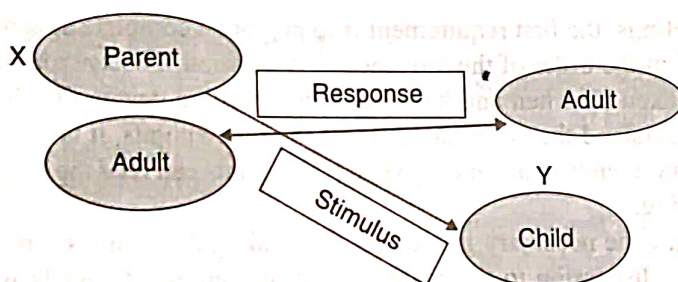 X Parent
Response
Adult
Adult
Y
Stimulus
Child